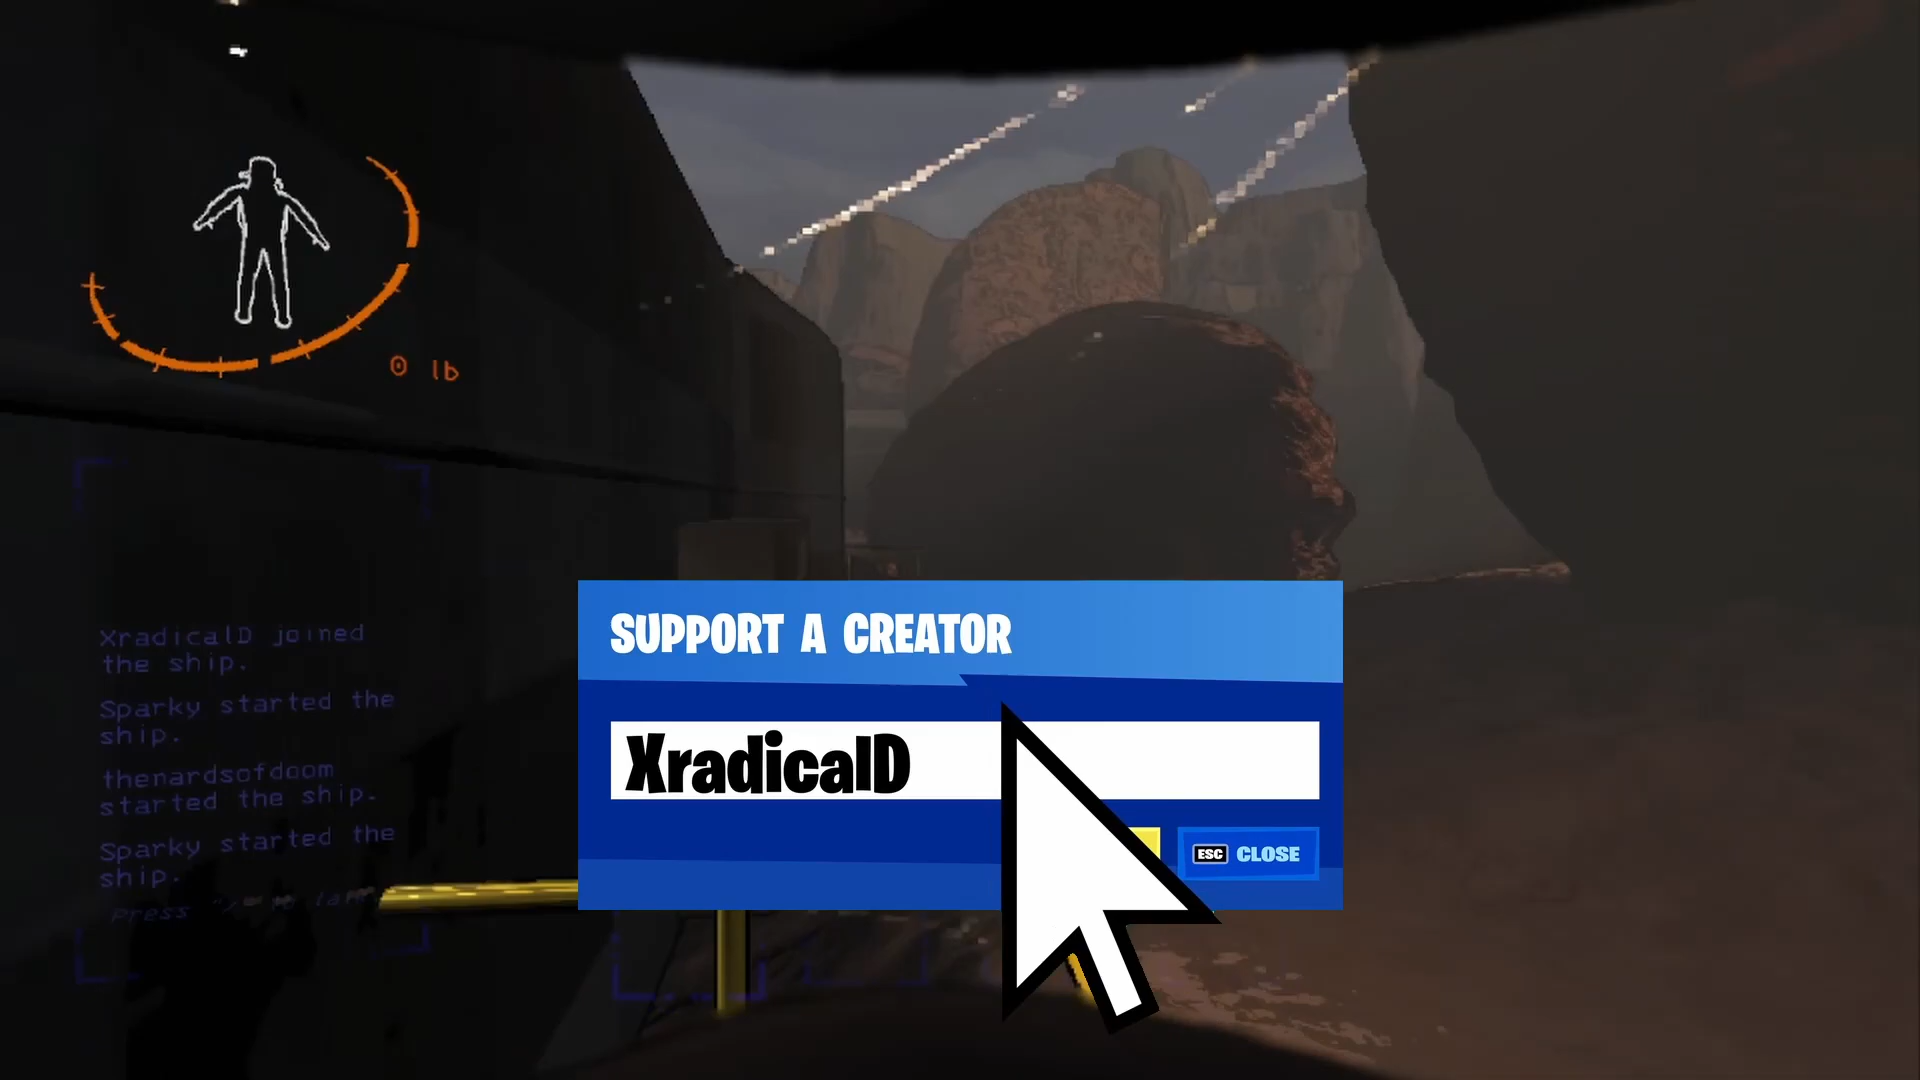 0 lb
XradicalD joined
the ship.
Sparky started the
ship.
thenardsofdoom
started the ship.
Sparky started the
ship.
Press "/"
SUPPORT A CREATOR
XradicalD
ESC CLOSE